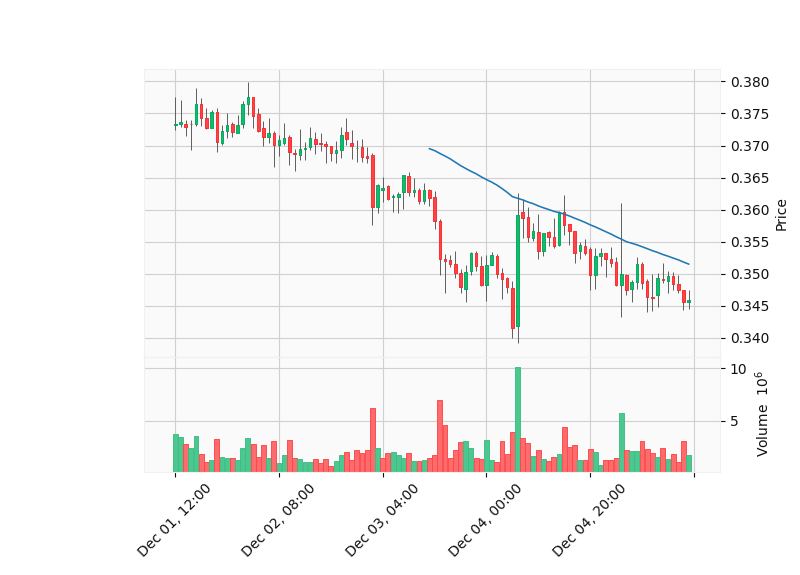 0.380
0.375
0.370
0.365
0.360
0.355
0.350
0.345
0.340
Price
10
5
Volume 10^6
Dec 01, 12:00
Dec 02, 08:00
Dec 03, 04:00
Dec 04, 00:00
Dec 04, 20:00